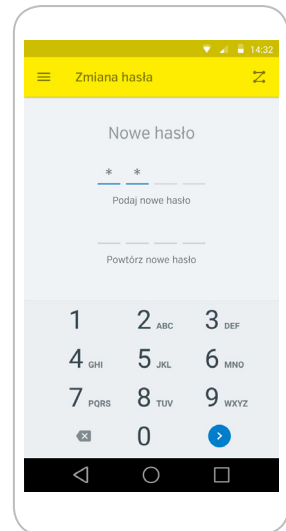 14:32
Zmiana hasła
Nowe hasło
* *
Podaj nowe hasło
Powtórz nowe hasło
1 2 ABC 3 DEF
4 GHI 5 JKL 6 MNO
7 PQRS 8 TUV 9 WXYZ
0